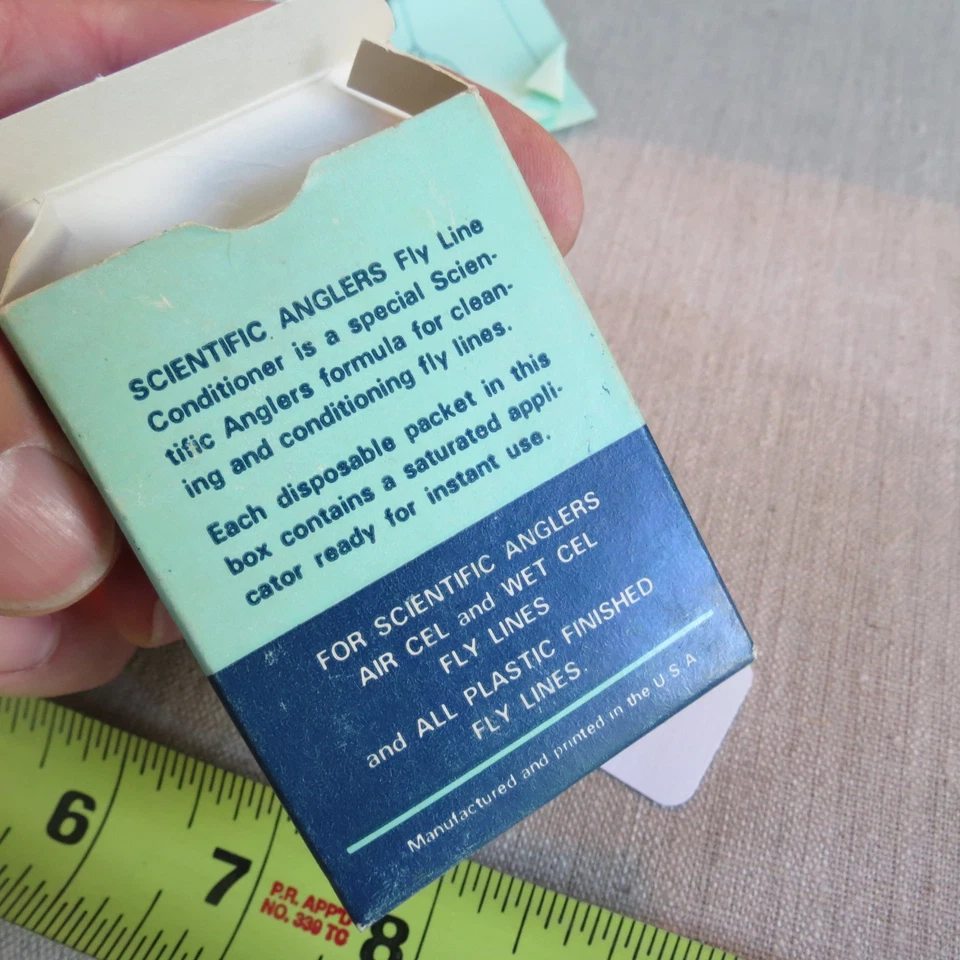 SCIENTIFIC ANGLERS Fly Line
Conditioner is a special Scien-
tific Anglers formula for clean-
ing and conditioning fly lines.
Each disposable packet in this
box contains a saturated appli-
cator ready for instant use.
FOR SCIENTIFIC ANGLERS
AIR CEL and WET CEL
FLY LINES
and ALL PLASTIC FINISHED
FLY LINES.
Manufactured and printed in the U.S.A.
6
7
P.R. APP'D
NO. 339 TC
8